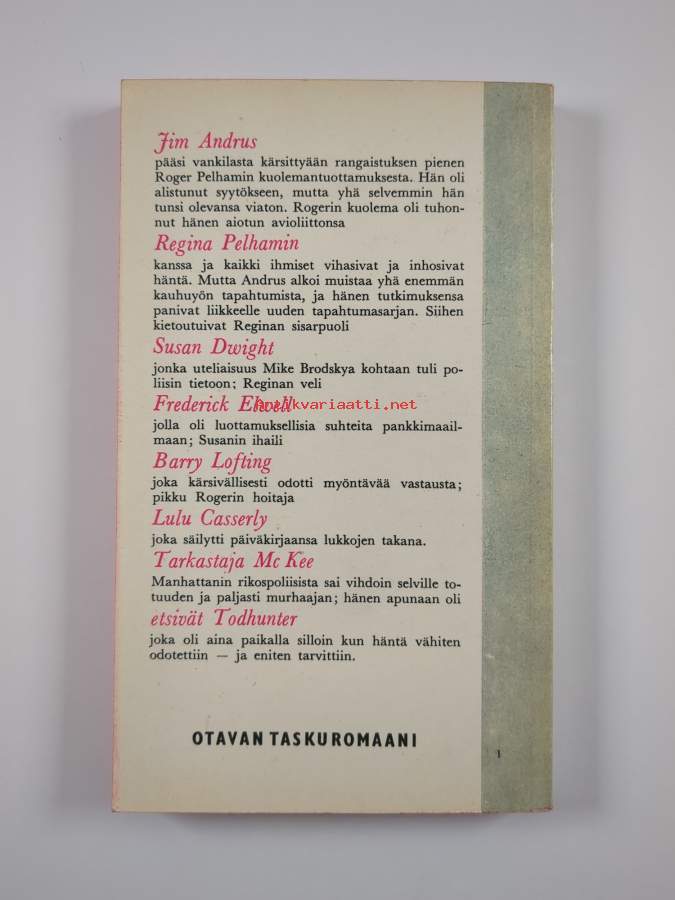 Jim Andrus
pääsi vankilasta kärsittyään rangaistuksen pienen
Roger Pelhamin kuolemantuottamuksesta. Hän oli
alistunut syytökseen, mutta yhä selvemmin hän
tunsi olevansa viaton. Rogerin kuolema oli tuhon-
nut hänen aiotun avioliittonsa
Regina Pelhamin
kanssa ja kaikki ihmiset vihasivat ja inhosivat
häntä. Mutta Andrus alkoi muistaa yhä enemmän
kauhuyön tapahtumista, ja hänen tutkimuksensa
panivat liikkeelle uuden tapahtumasarjan. Siihen
kietoutuivat Reginan sisarpuoli
Susan Dwight
jonka uteliaisuus Mike Brodskya kohtaan tuli po-
liisin tietoon; Reginan veli
Frederick Elwell
Antikvariaatti.net
jolla oli luottamuksellisia suhteita pankkimaail-
maan; Susanin ihaili
Barry Lofting
joka kärsivällisesti odotti myöntävää vastausta;
pikku Rogerin hoitaja
Lulu Casserly
joka säilytti päiväkirjaansa lukkojen takana.
Tarkastaja Mc Kee
Manhattanin rikospoliisista sai vihdoin selville to-
tuuden ja paljasti murhaajan; hänen apunaan oli
etsivät Todhunter
joka oli aina paikalla silloin kun häntä vähiten
odotettiin — ja eniten tarvittiin.
OTAVAN TASKUROMAANI
1